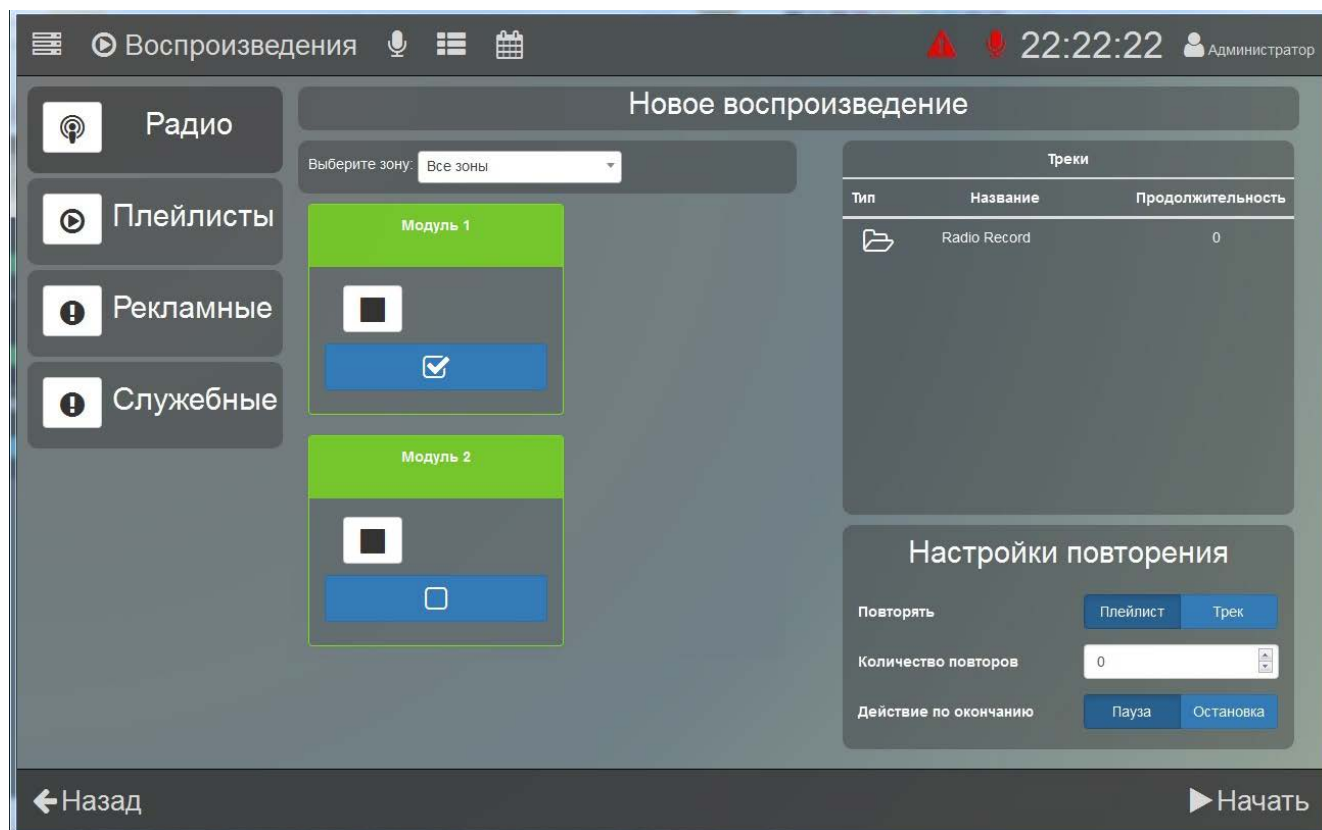 Воспроизведения
22:22:22
Администратор
Радио
Плейлисты
Рекламные
Служебные
Новое воспроизведение
Выберите зону: Все зоны
Модуль 1
Модуль 2
Треки
Тип Название Продолжительность
Radio Record 0
Настройки повторения
Повторять Плейлист Трек
Количество повторов 0
Действие по окончанию Пауза Остановка
Назад
Начать